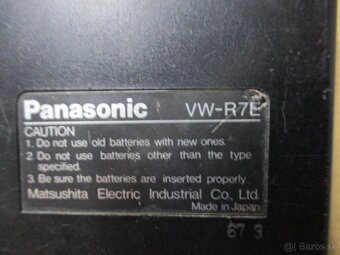 Panasonic VW-R7E
CAUTION
1. Do not use old batteries with new ones.
2. Do not use batteries other than the type
specified.
3. Be sure the batteries are inserted properly.
Matsushita Electric Industrial Co., Ltd.
Made in Japan
67 3
Bazos.sk